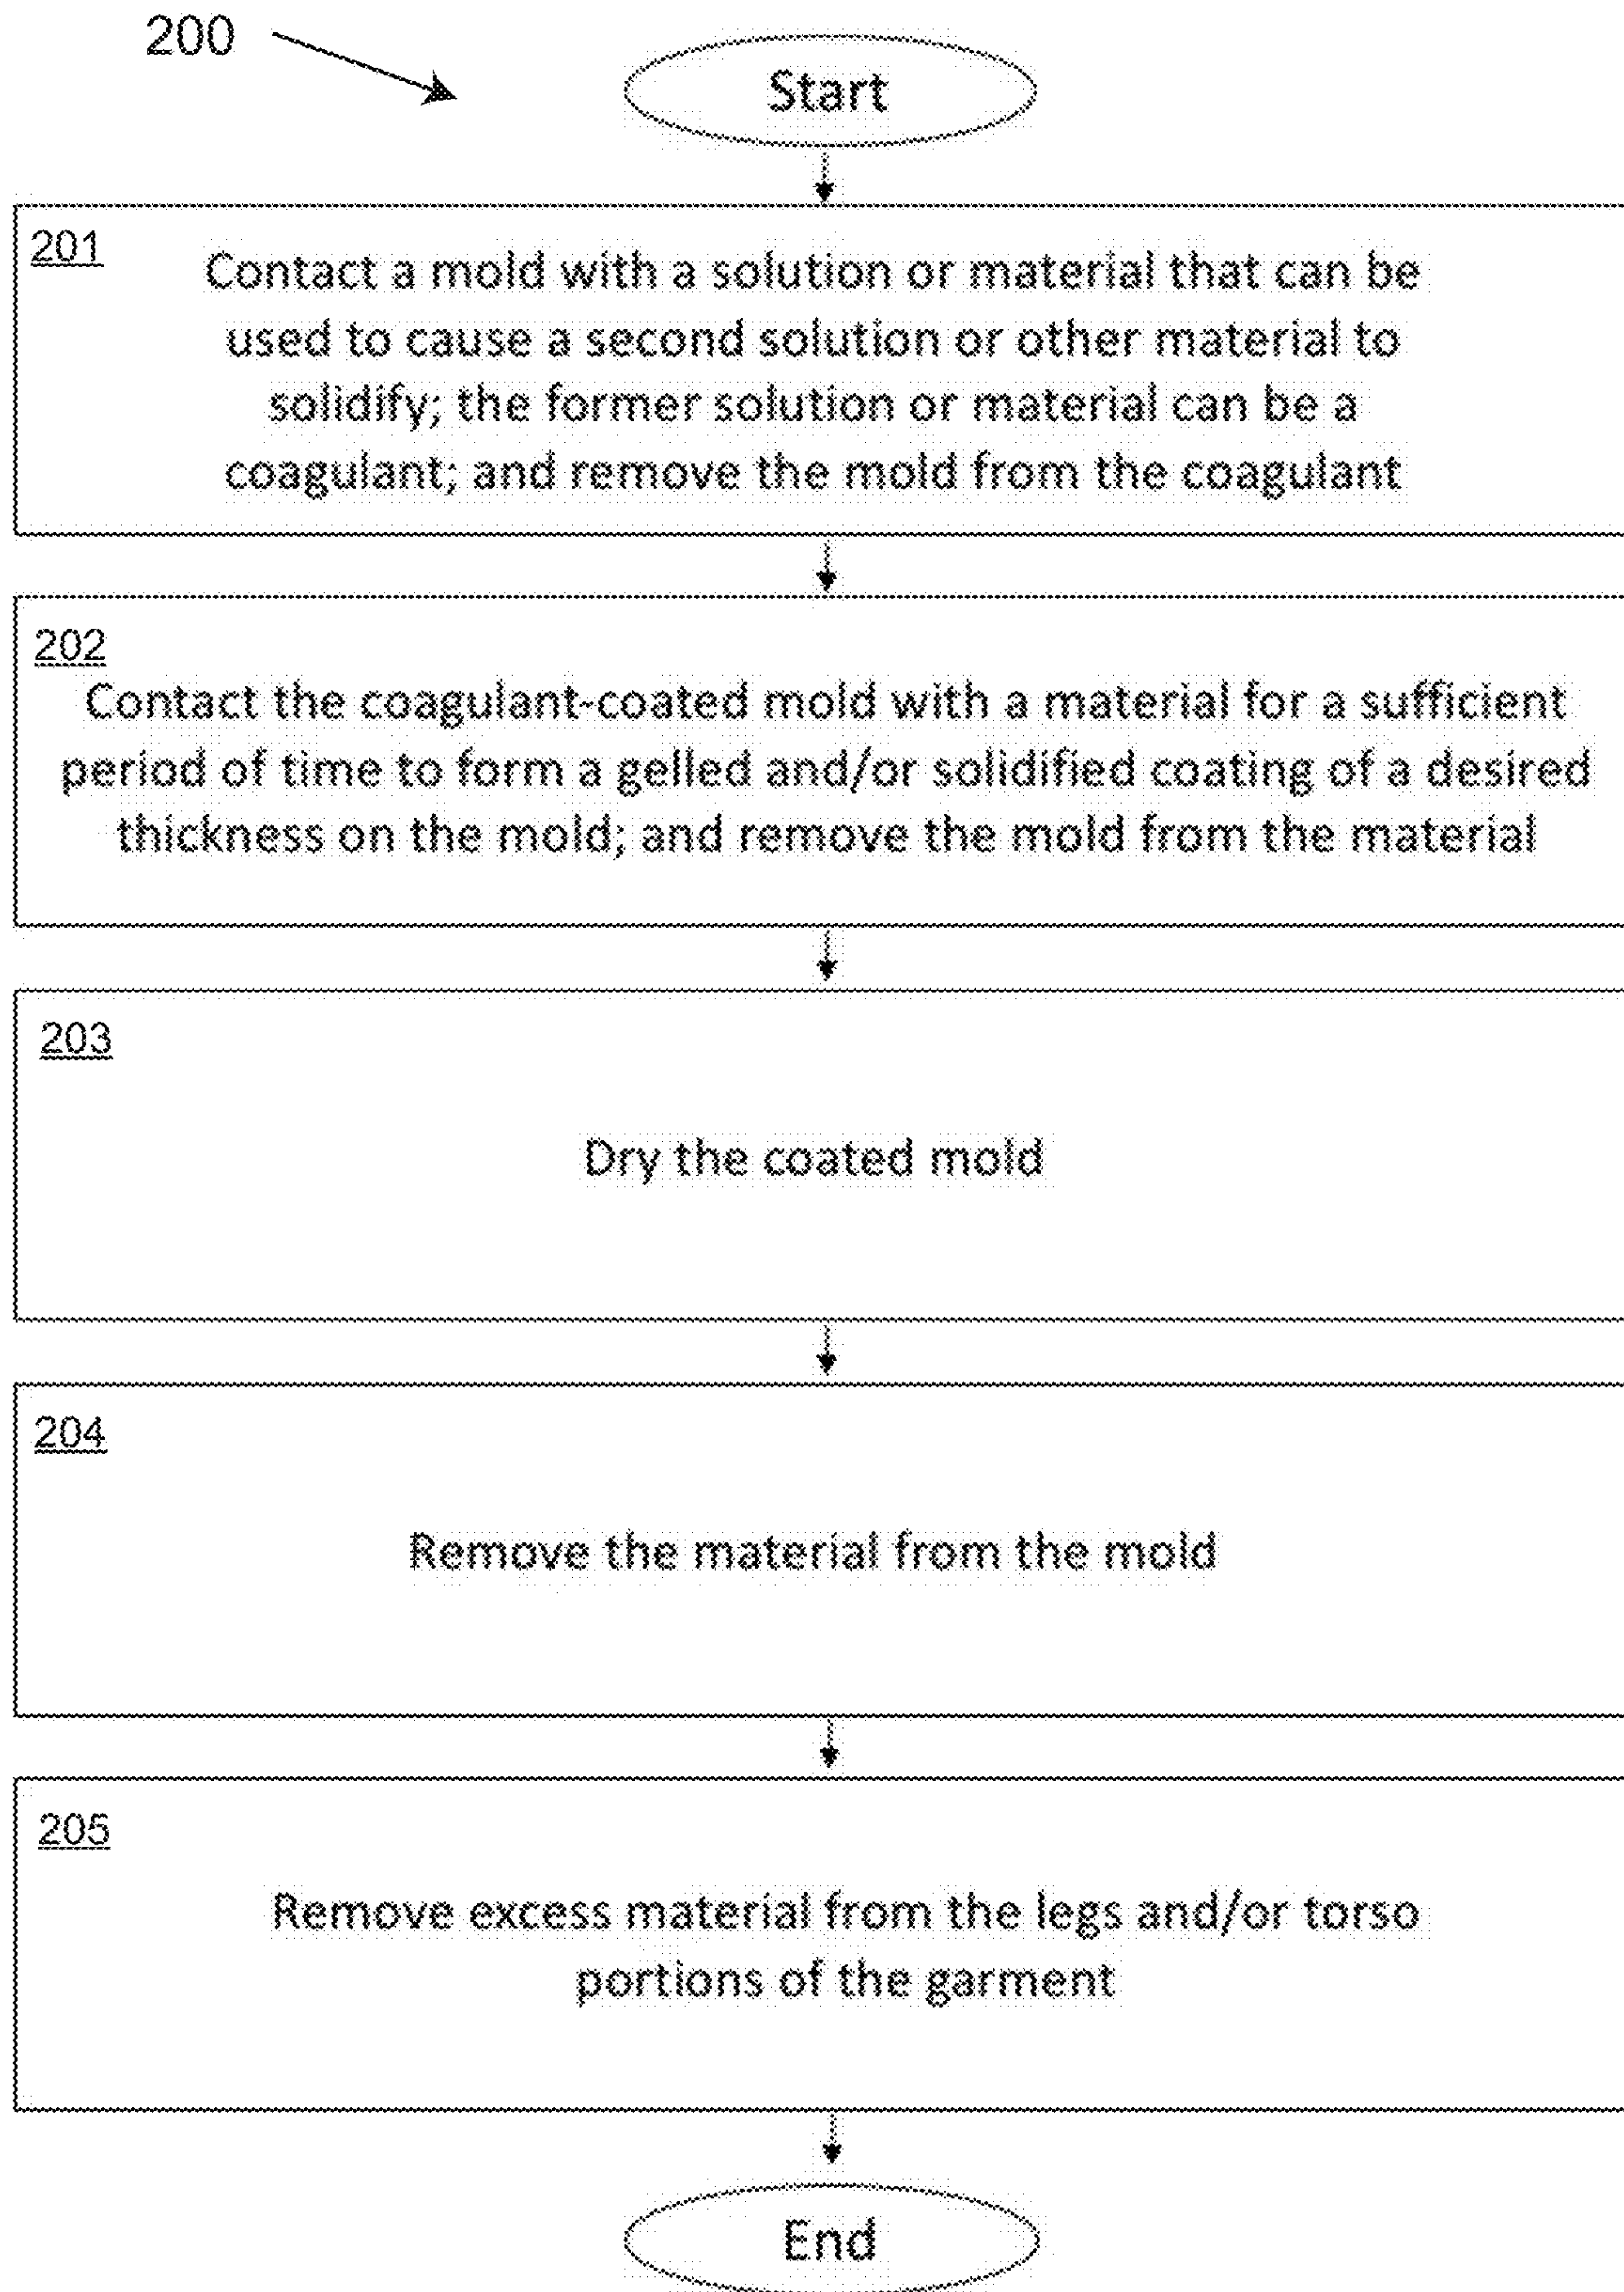 200
Start
201
Contact a mold with a solution or material that can be
used to cause a second solution or other material to
solidify; the former solution or material can be a
coagulant; and remove the mold from the coagulant
202
Contact the coagulant-coated mold with a material for a sufficient
period of time to form a gelled and/or solidified coating of a desired
thickness on the mold; and remove the mold from the material
203
Dry the coated mold
204
Remove the material from the mold
205
Remove excess material from the legs and/or torso
portions of the garment
End